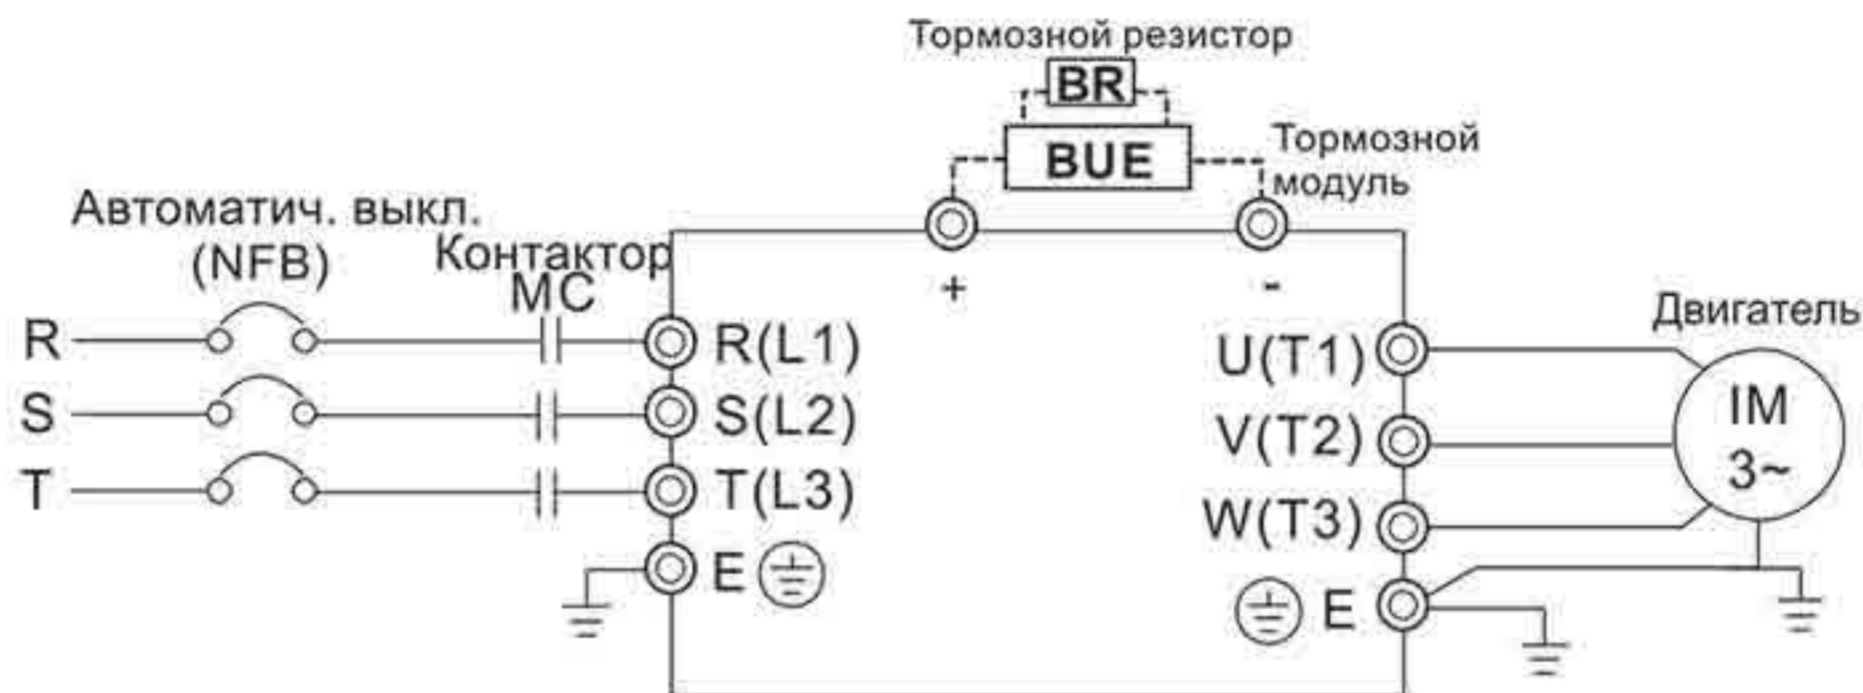 Тормозной резистор
BR
BUE
Тормозной
модуль
Автоматич. выкл.
(NFB)
Контактор
MC
+
-
Двигатель
R
R(L1)
U(T1)
S
S(L2)
V(T2)
IM
3~
T
T(L3)
W(T3)
E
E